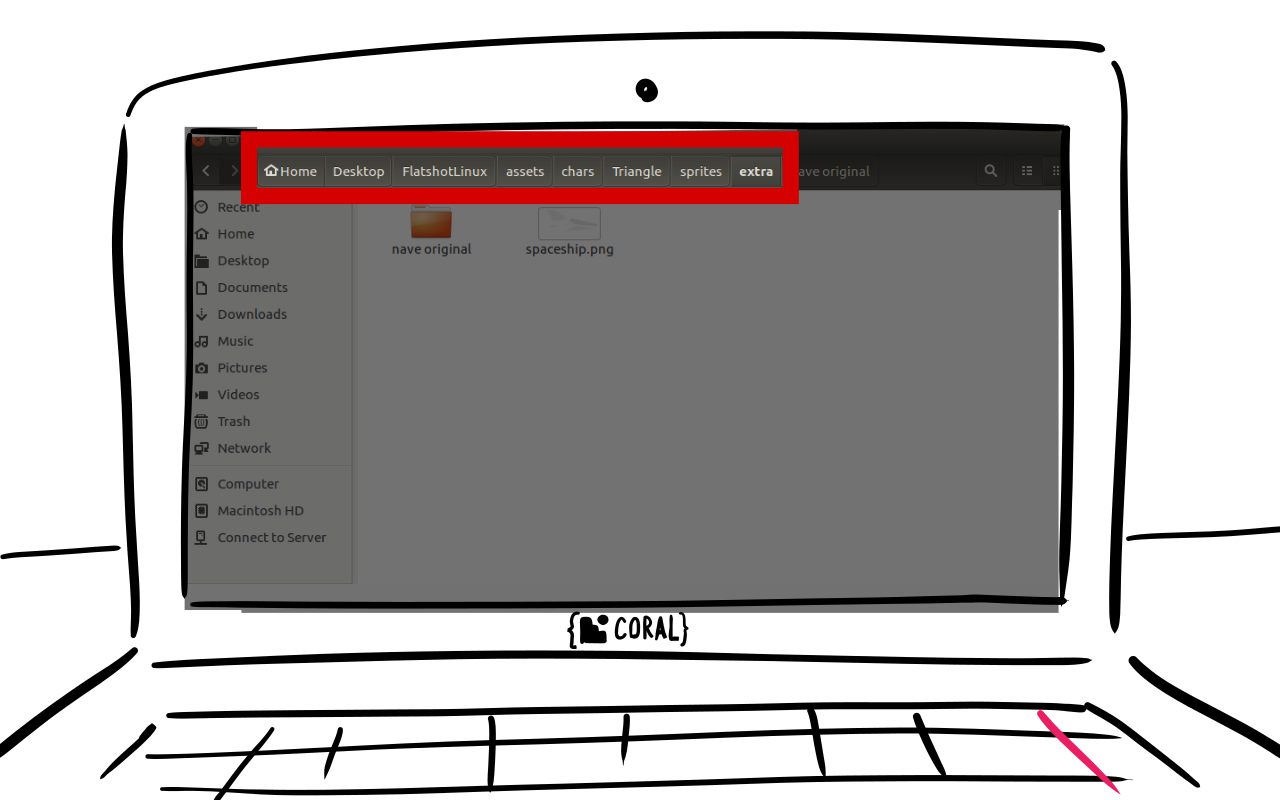 Home Desktop FlatshotLinux assets chars Triangle sprites extra ave original
Recent
Home
Desktop
Documents
Downloads
Music
Pictures
Videos
Trash
Network
Computer
Macintosh HD
Connect to Server
nave original spaceship.png
{CORAL}